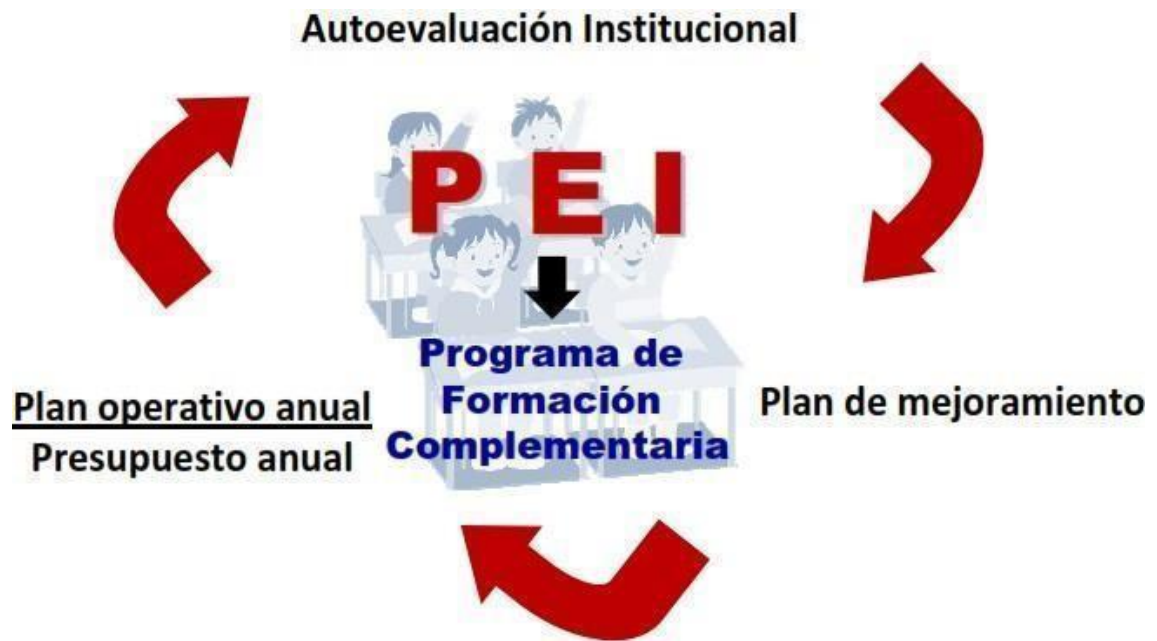 Autoevaluación Institucional
P E I
Programa de
Formación
Complementaria
Plan operativo anual
Presupuesto anual
Plan de mejoramiento